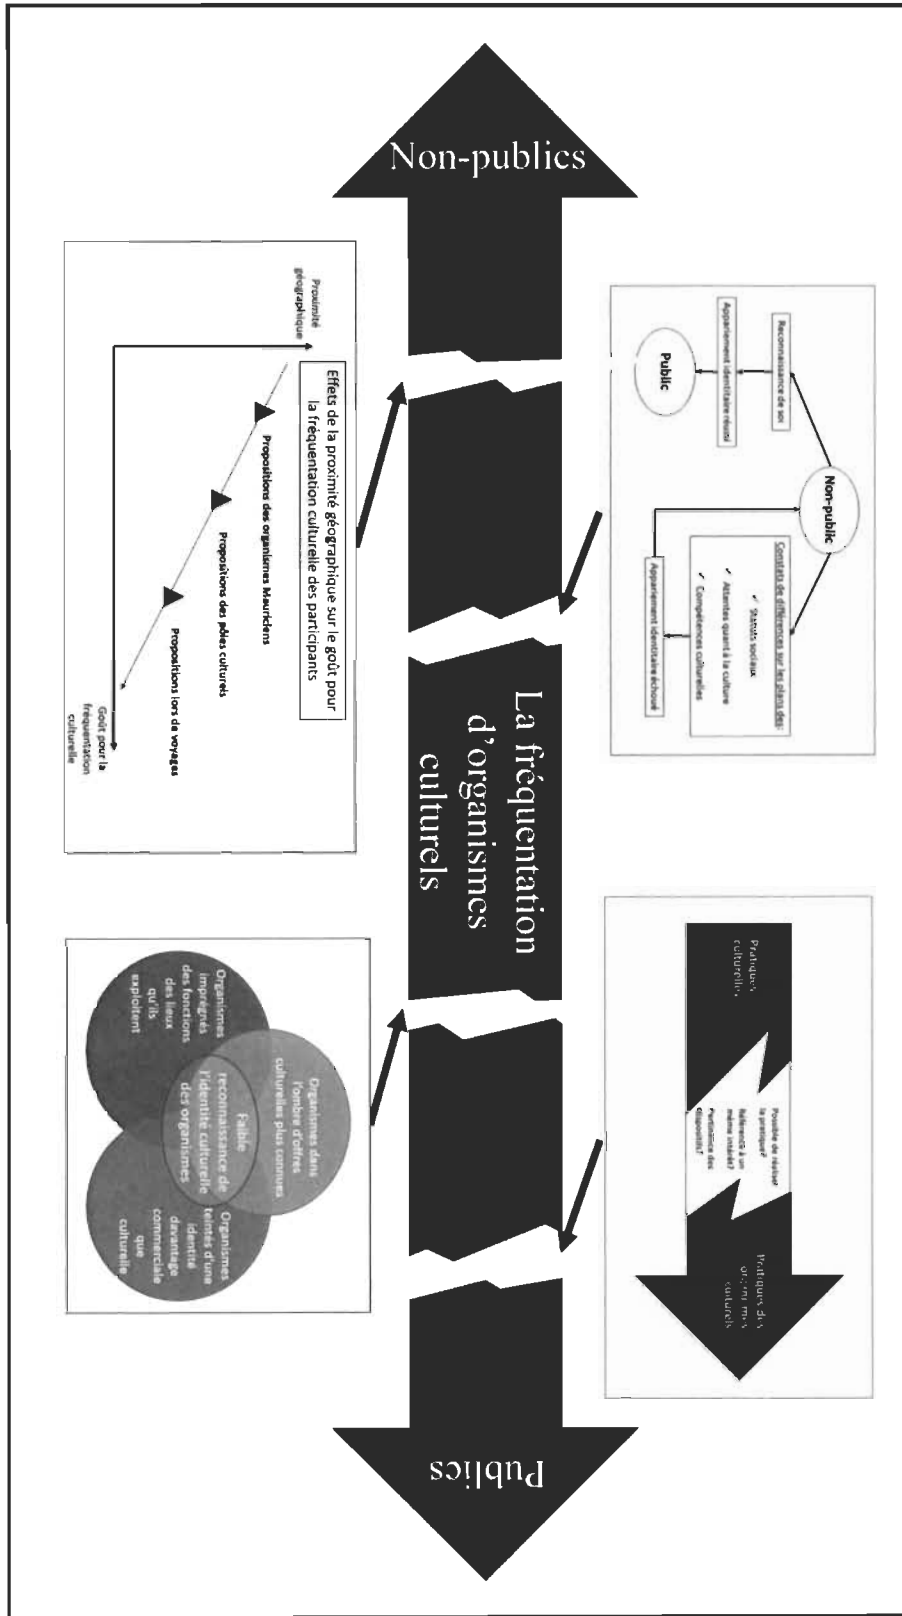 Non-publics
La fréquentation
d'organismes
culturels
Publics
Non-public
Reconnaissance de soi
Appariement identitaire réussi
Public
Constats de différences sur les plans des:
✓ Statuts sociaux
✓ Attentes quant à la culture
✓ Compétences culturelles
Appariement identitaire échoué
Pratiques
culturelles
Possible de réaliser
la pratique?
Référence à un
même intérêt?
Pertinence des
dispositifs?
Pratiques des
organismes
culturels
Proximité
géographique
Effets de la proximité géographique sur le goût pour
la fréquentation culturelle des participants
Propositions des organismes Mauriciens
Propositions des pôles culturels
Propositions lors de voyages
Goût pour la
fréquentation
culturelle
Organismes dans
l'ombre d'offres
culturelles plus connues
Faible
reconnaissance de
l'identité culturelle
des organismes
Organismes
imprégnés
des fonctions
des lieux
qu'ils
exploitent
Organismes
teintés d'une
identité
davantage
commerciale
que
culturelle